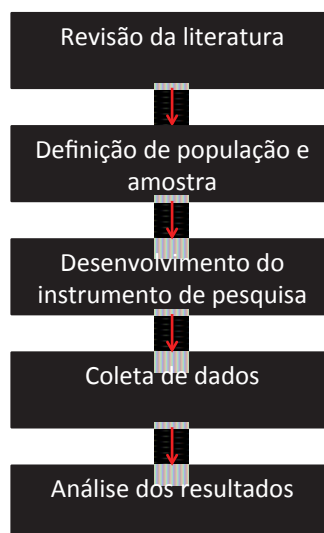 Revisão da literatura
Definição de população e
amostra
Desenvolvimento do
instrumento de pesquisa
Coleta de dados
Análise dos resultados